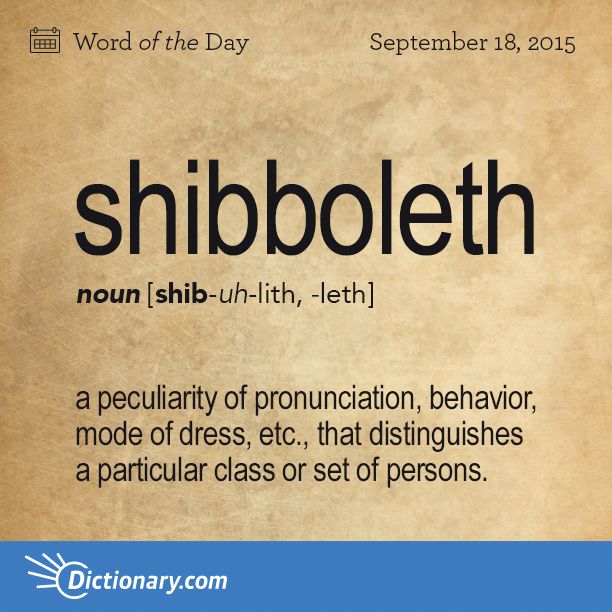 Word of the Day
September 18, 2015
shibboleth
noun [shib-uh-lith, -leth]
a peculiarity of pronunciation, behavior,
mode of dress, etc., that distinguishes
a particular class or set of persons.
Dictionary.com